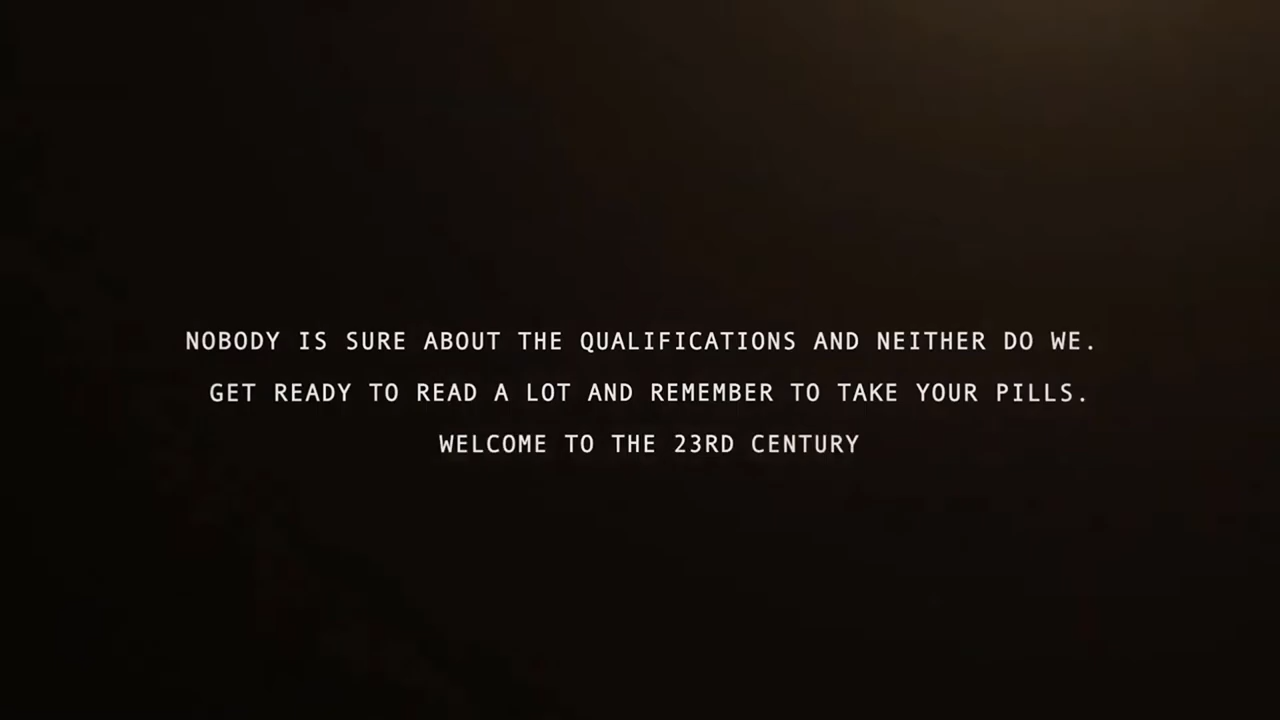 NOBODY IS SURE ABOUT THE QUALIFICATIONS AND NEITHER DO WE.
GET READY TO READ A LOT AND REMEMBER TO TAKE YOUR PILLS.
WELCOME TO THE 23RD CENTURY